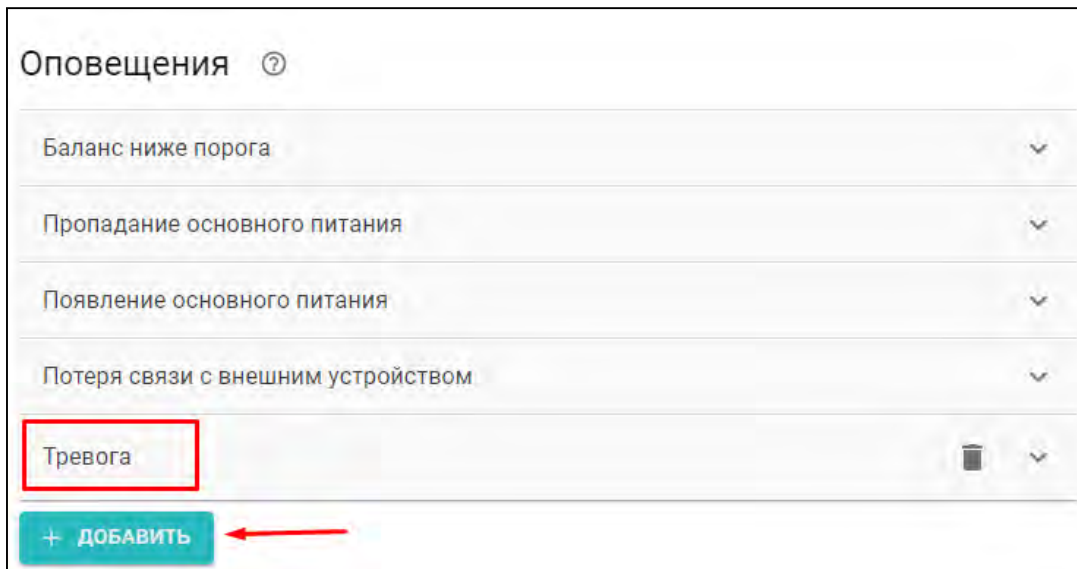 Оповещения ?
Баланс ниже порога
Пропадание основного питания
Появление основного питания
Потеря связи с внешним устройством
Тревога
+ ДОБАВИТЬ